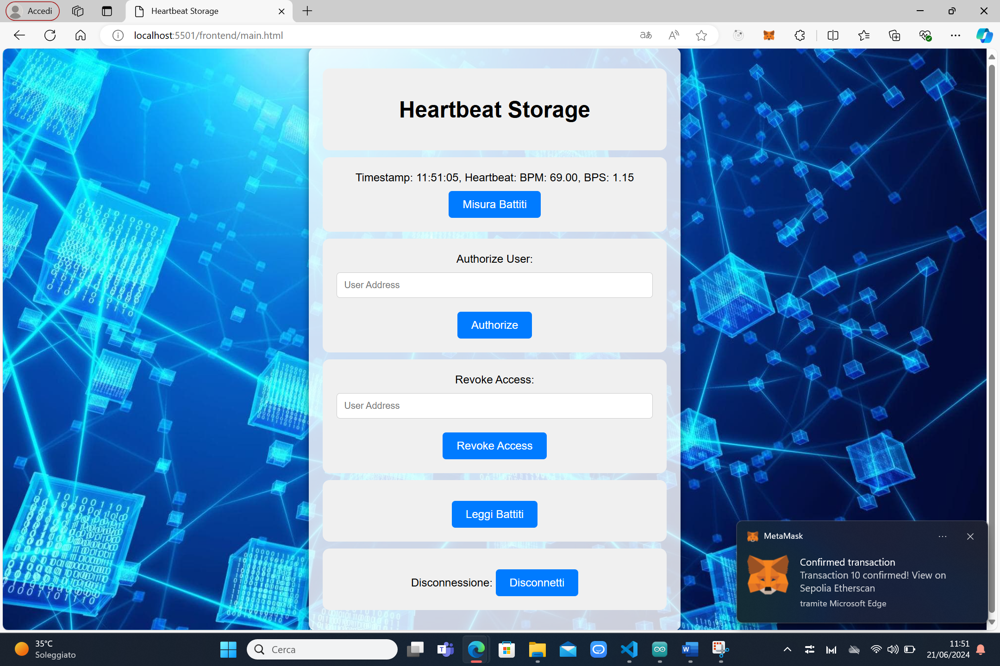 Accedi
Heartbeat Storage
localhost:5501/frontend/main.html
Heartbeat Storage
Timestamp: 11:51:05, Heartbeat: BPM: 69.00, BPS: 1.15
Misura Battiti
Authorize User:
User Address
Authorize
Revoke Access:
User Address
Revoke Access
Leggi Battiti
Disconnessione: Disconnetti
MetaMask
Confirmed transaction
Transaction 10 confirmed! View on
Sepolia Etherscan
tramite Microsoft Edge
35°C
Soleggiato
Cerca
11:51
21/06/2024